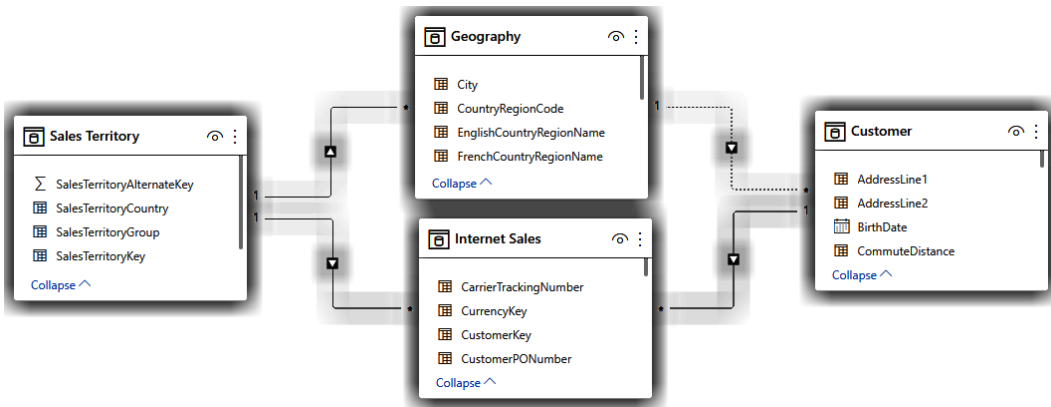 Geography
City
CountryRegionCode
EnglishCountryRegionName
FrenchCountryRegionName
Collapse
Sales Territory
SalesTerritoryAlternateKey
SalesTerritoryCountry
SalesTerritoryGroup
SalesTerritoryKey
Collapse
1
1
*
*
Internet Sales
CarrierTrackingNumber
CurrencyKey
CustomerKey
CustomerPONumber
Collapse
1
*
1
*
Customer
AddressLine1
AddressLine2
BirthDate
CommuteDistance
Collapse